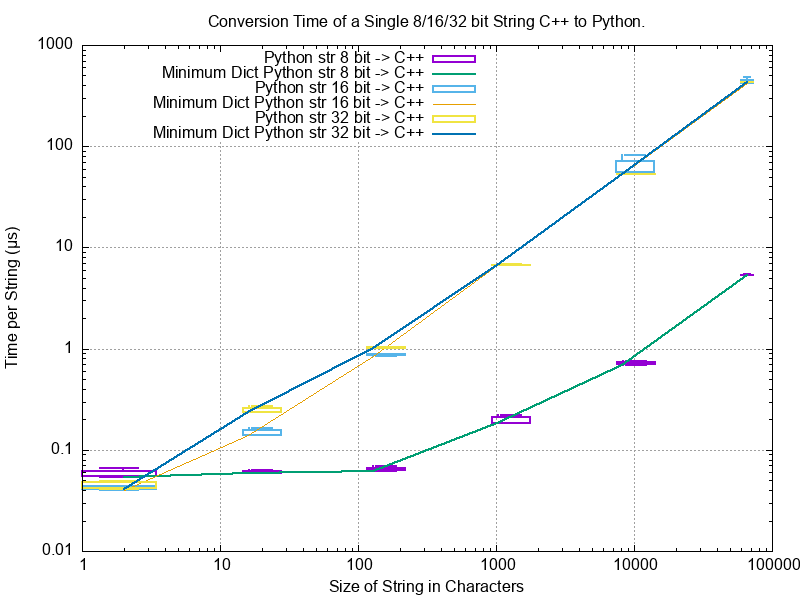 Conversion Time of a Single 8/16/32 bit String C++ to Python.
1000
100
10
1
0.1
0.01
Time per String (µs)
Python str 8 bit -> C++
Minimum Dict Python str 8 bit -> C++
Python str 16 bit -> C++
Minimum Dict Python str 16 bit -> C++
Python str 32 bit -> C++
Minimum Dict Python str 32 bit -> C++
1 10 100 1000 10000 100000
Size of String in Characters